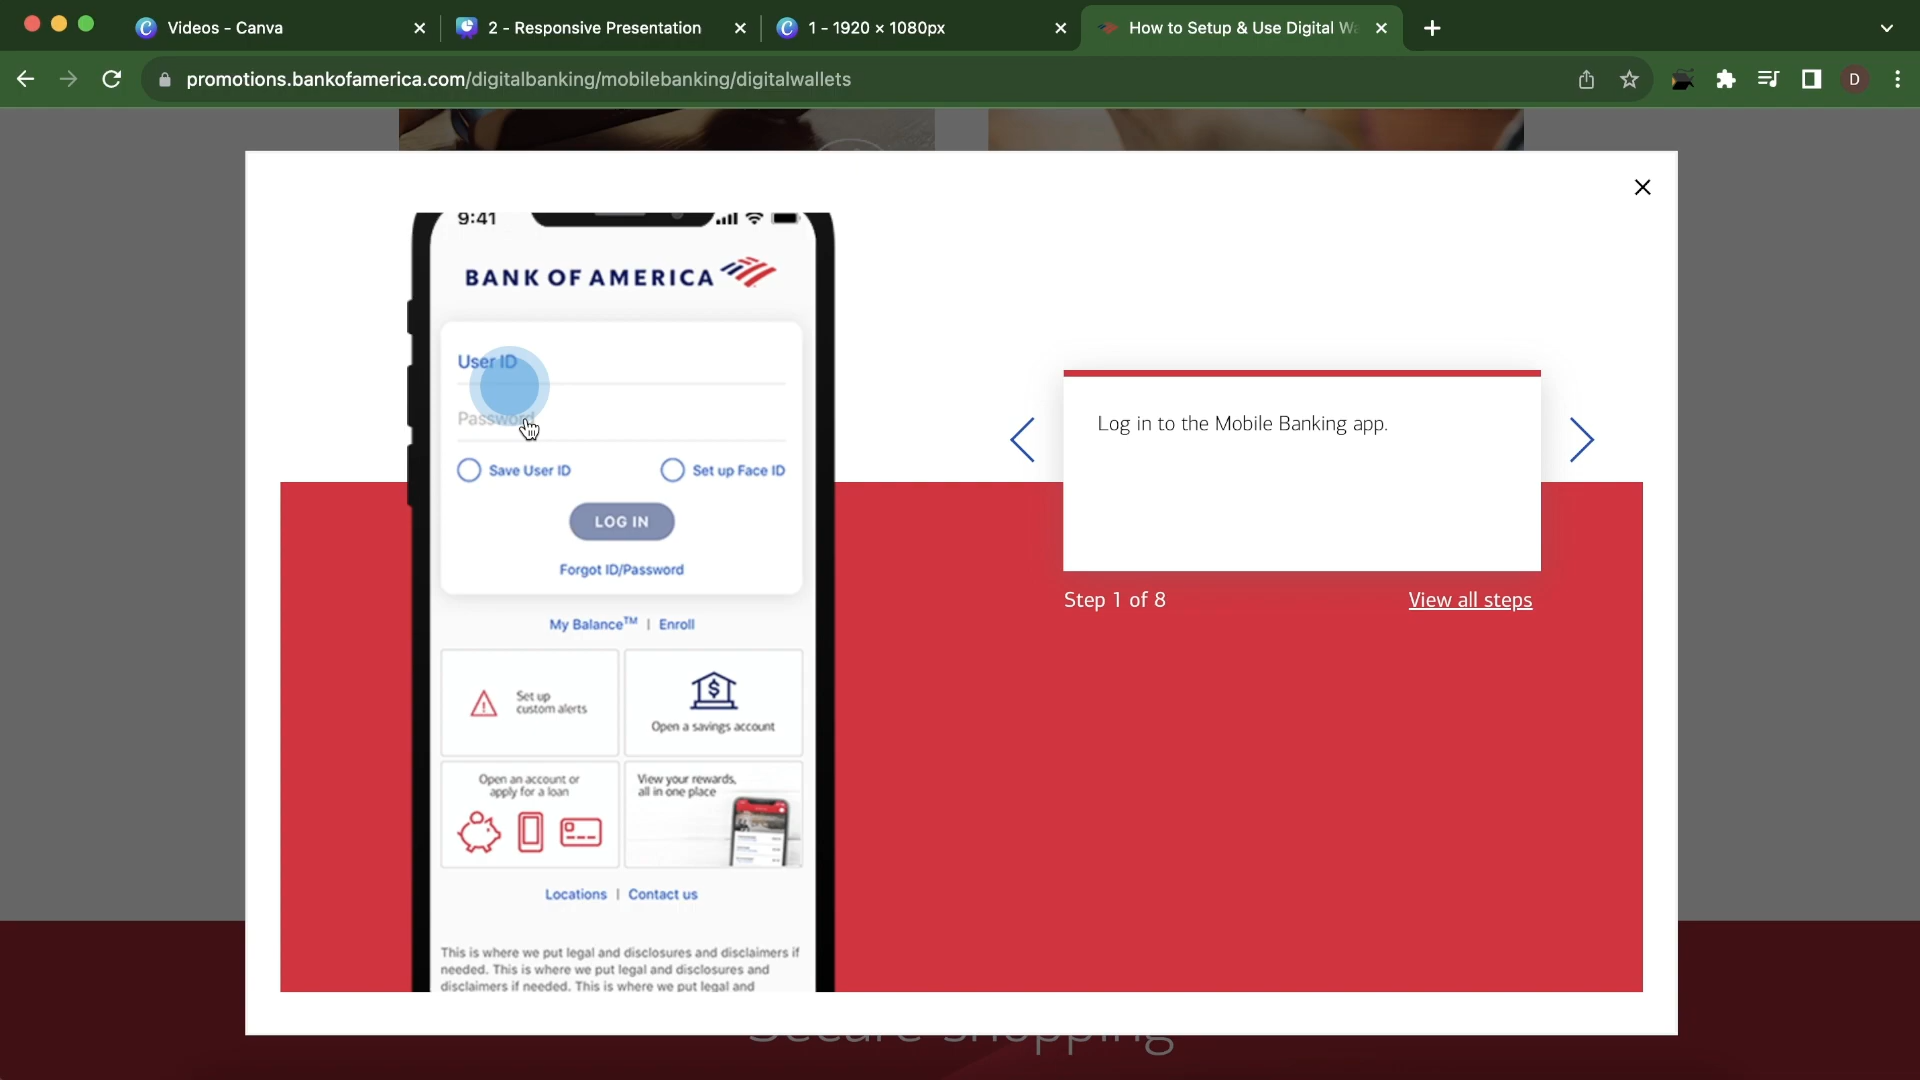 Videos - Canva
2 - Responsive Presentation
1 - 1920 × 1080px
How to Setup & Use Digital Wa
promotions.bankofamerica.com/digitalbanking/mobilebanking/digitalwallets
D
9:41
BANK OF AMERICA
User ID
Password
Save User ID
Set up Face ID
LOG IN
Forgot ID/Password
My Balance™ | Enroll
Set up
custom alerts
Open a savings account
Open an account or
apply for a loan
View your rewards,
all in one place
Locations | Contact us
This is where we put legal and disclosures and disclaimers if
needed. This is where we put legal and disclosures and
disclaimers if needed. This is where we put legal and
Log in to the Mobile Banking app.
Step 1 of 8
View all steps
Secure shopping